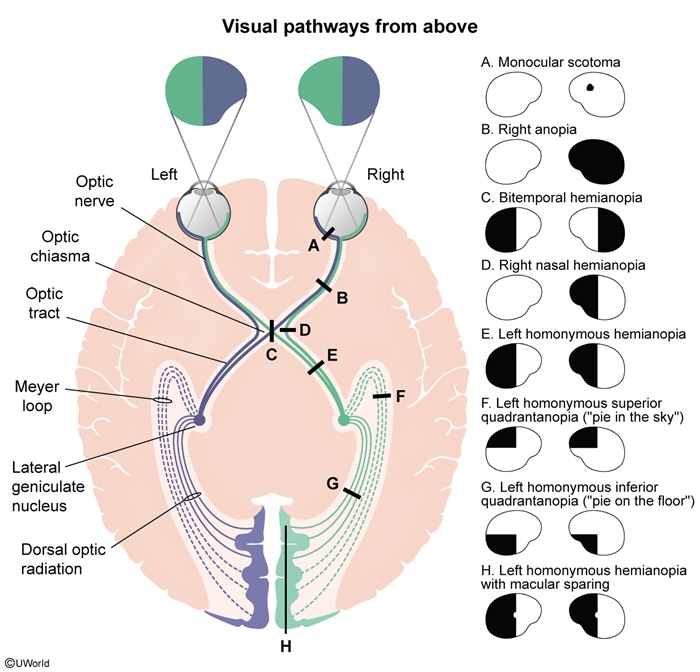 Visual pathways from above
Left
Right
Optic
nerve
Optic
chiasma
Optic
tract
Meyer
loop
Lateral
geniculate
nucleus
Dorsal optic
radiation
A
B
C
D
E
F
G
H
A. Monocular scotoma
B. Right anopia
C. Bitemporal hemianopia
D. Right nasal hemianopia
E. Left homonymous hemianopia
F. Left homonymous superior
quadrantanopia ("pie in the sky")
G. Left homonymous inferior
quadrantanopia ("pie on the floor")
H. Left homonymous hemianopia
with macular sparing
©UWorld